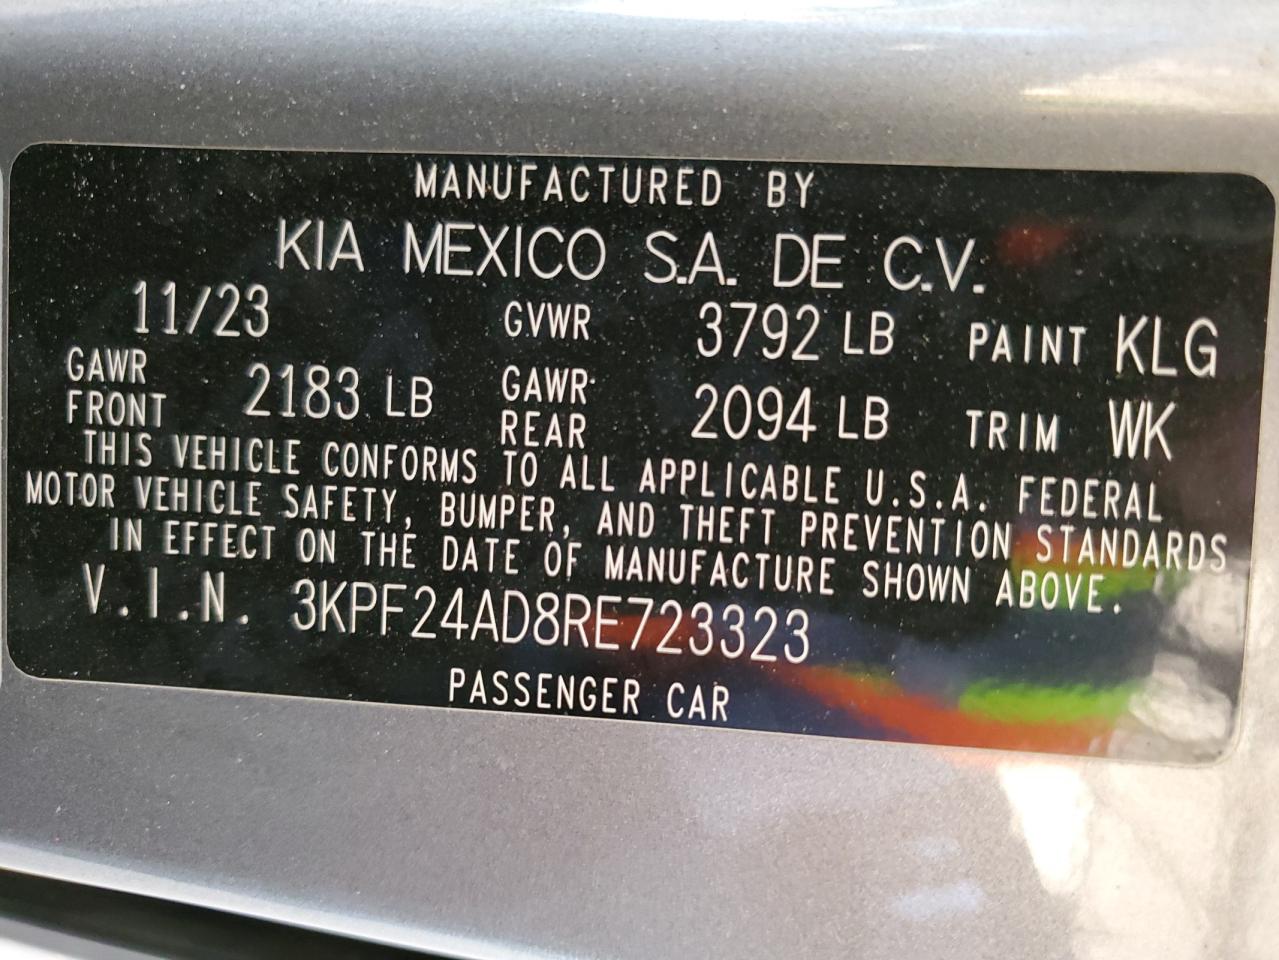 MANUFACTURED BY
KIA MEXICO S.A. DE C.V.
11/23 GVWR 3792 LB PAINT KLG
GAWR FRONT 2183 LB GAWR REAR 2094 LB TRIM WK
THIS VEHICLE CONFORMS TO ALL APPLICABLE U.S.A. FEDERAL
MOTOR VEHICLE SAFETY, BUMPER, AND THEFT PREVENTION STANDARDS
IN EFFECT ON THE DATE OF MANUFACTURE SHOWN ABOVE.
V.I.N. 3KPF24AD8RE723323
PASSENGER CAR